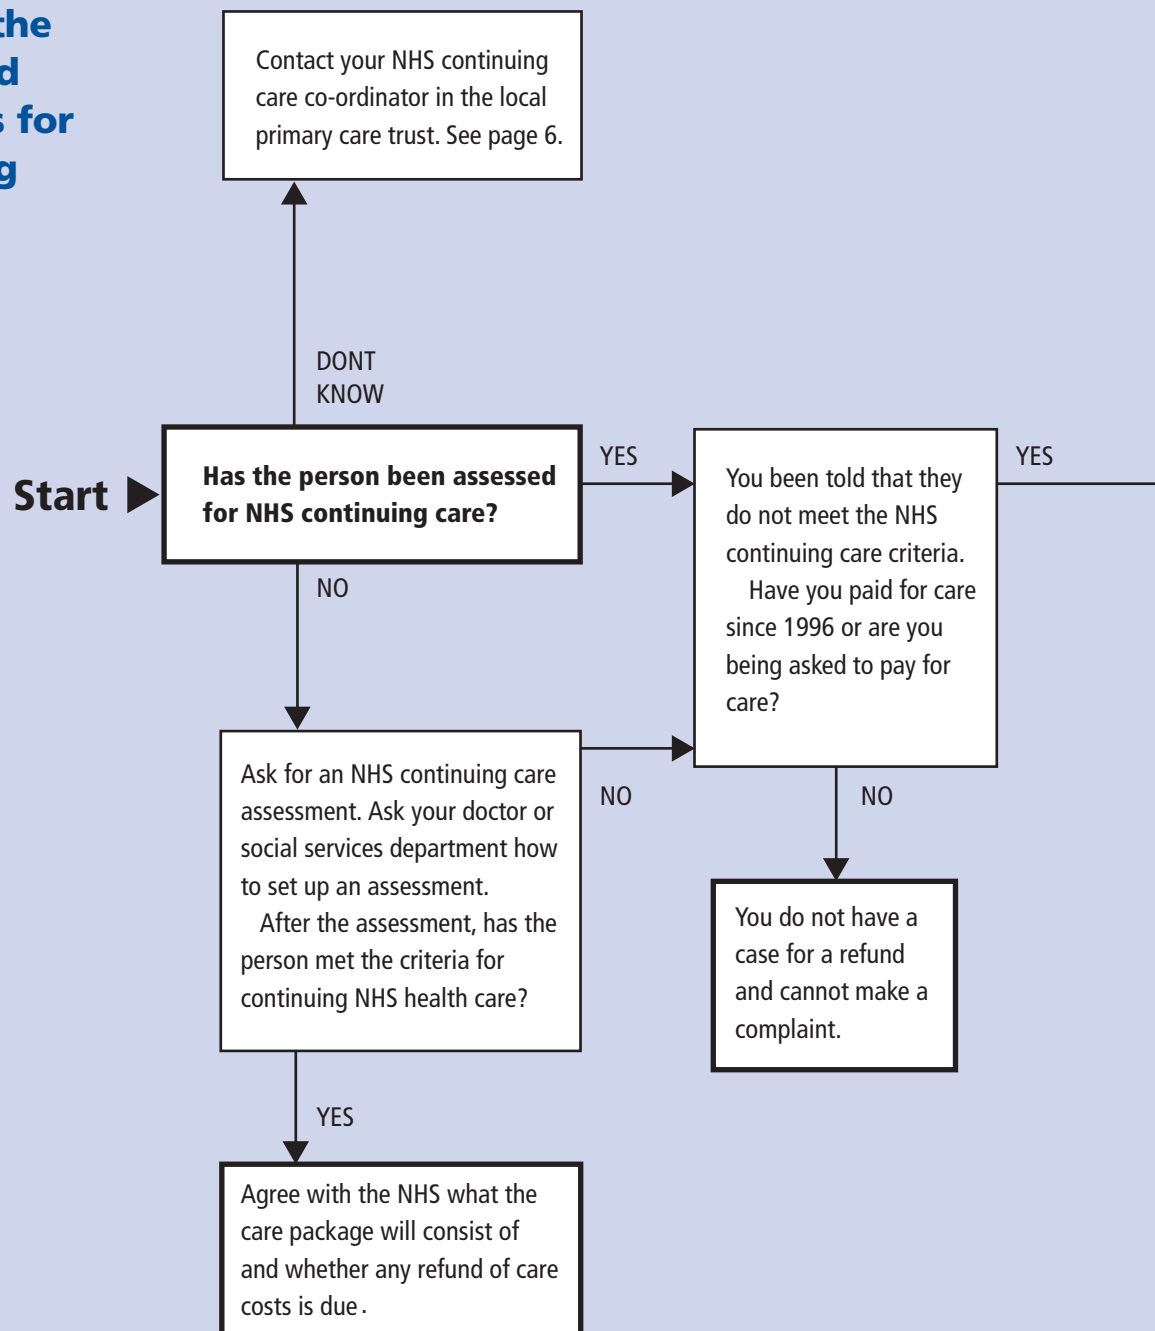 the
d
s for
g
Contact your NHS continuing
care co-ordinator in the local
primary care trust. See page 6.
DONT
KNOW
Start
Has the person been assessed
for NHS continuing care?
YES
You been told that they
do not meet the NHS
continuing care criteria.
Have you paid for care
since 1996 or are you
being asked to pay for
care?
YES
NO
Ask for an NHS continuing care
assessment. Ask your doctor or
social services department how
to set up an assessment.
After the assessment, has the
person met the criteria for
continuing NHS health care?
NO
NO
You do not have a
case for a refund
and cannot make a
complaint.
YES
Agree with the NHS what the
care package will consist of
and whether any refund of care
costs is due.